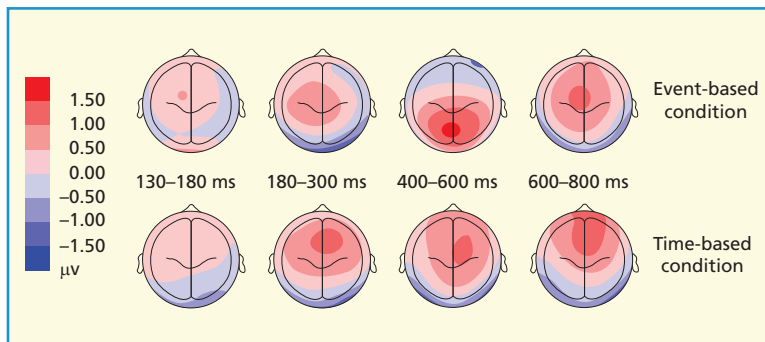 1.50
1.00
0.50
0.00
–0.50
–1.00
–1.50
μv
Event-based
condition
130–180 ms
180–300 ms
400–600 ms
600–800 ms
Time-based
condition